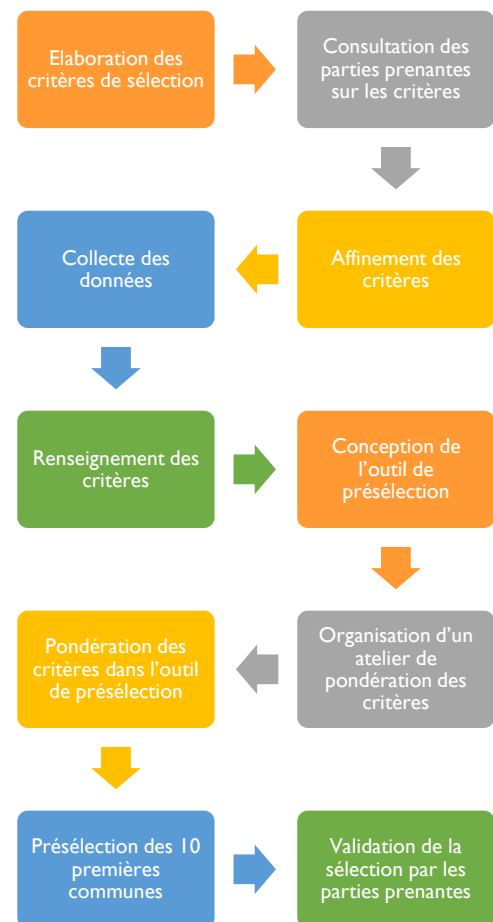 Elaboration des
critères de sélection
Consultation des
parties prenantes
sur les critères
Affinement des
critères
Collecte des
données
Renseignement des
critères
Conception de
l'outil de
présélection
Organisation d'un
atelier de
pondération des
critères
Pondération des
critères dans l'outil
de présélection
Présélection des 10
premières
communes
Validation de la
sélection par les
parties prenantes